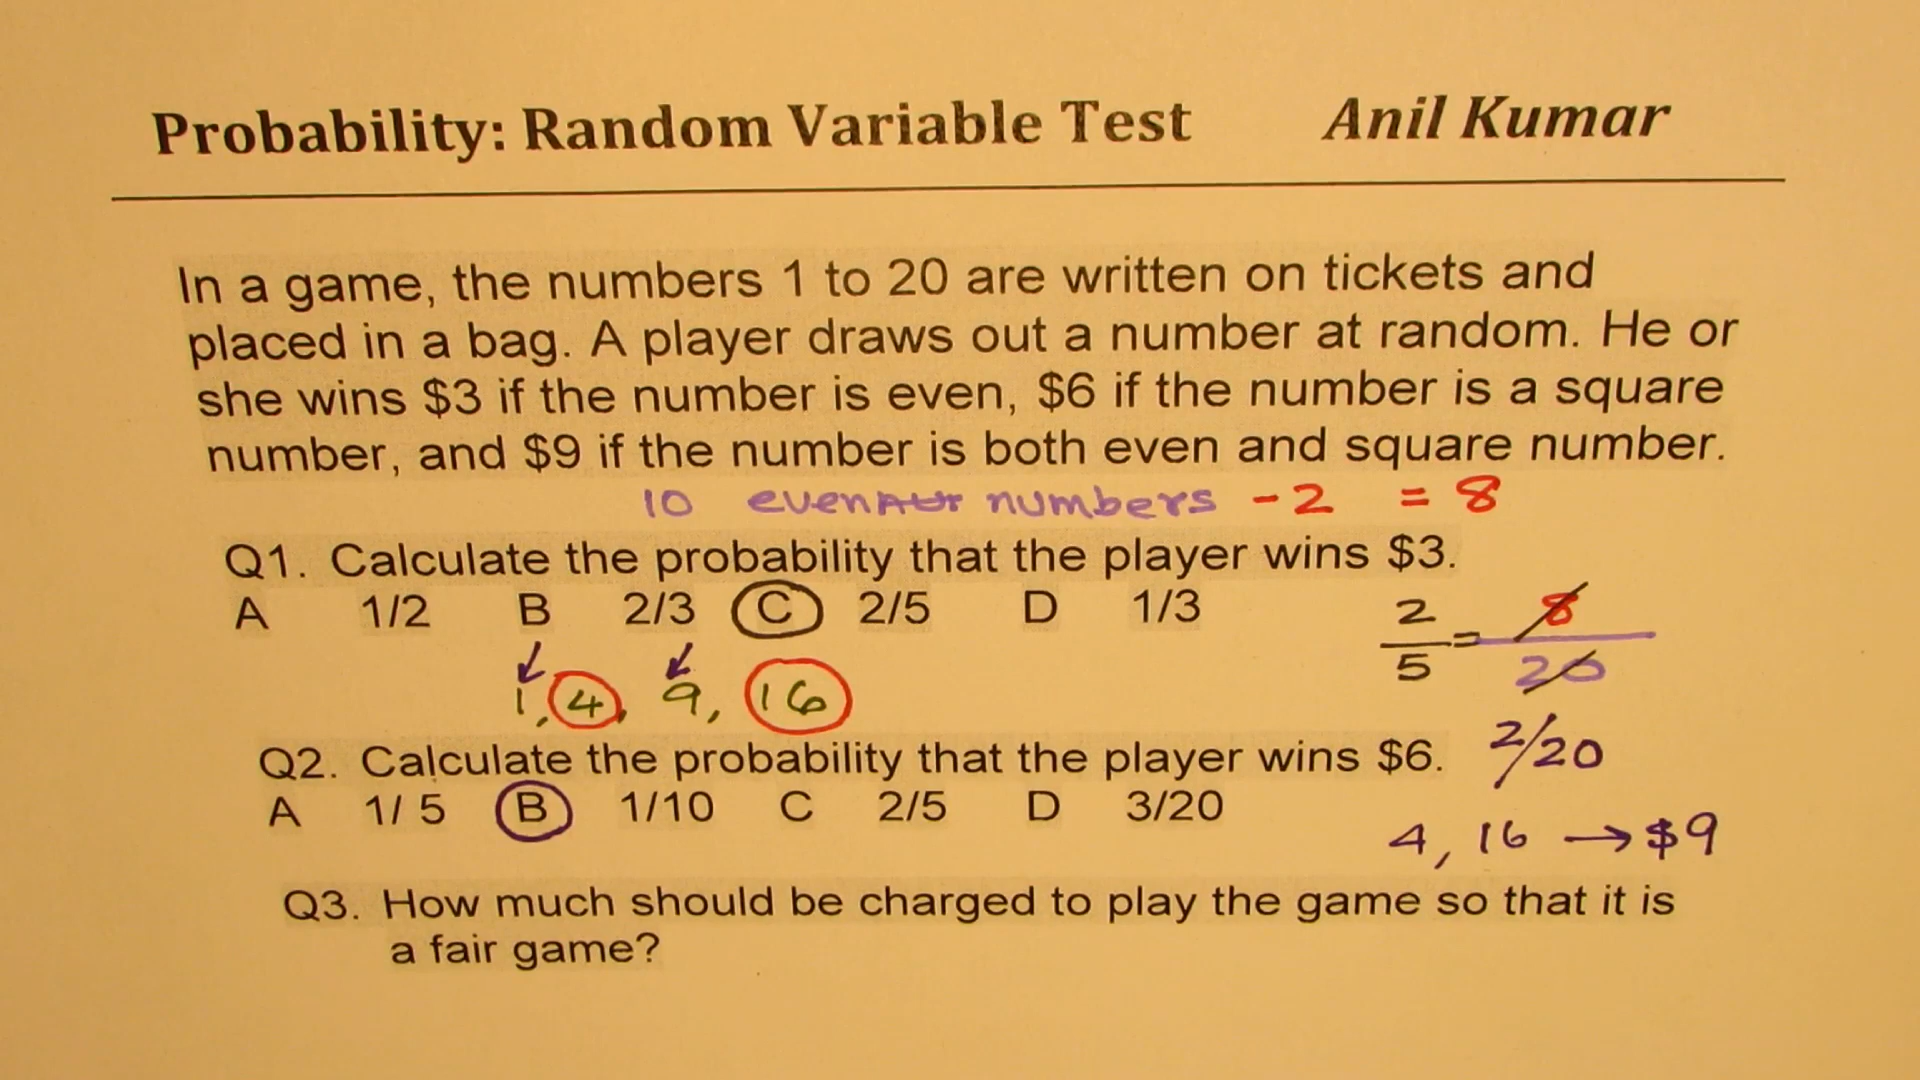 Probability: Random Variable Test Anil Kumar
In a game, the numbers 1 to 20 are written on tickets and
placed in a bag. A player draws out a number at random. He or
she wins $3 if the number is even, $6 if the number is a square
number, and $9 if the number is both even and square number.
10 even numbers - 2 = 8
Q1. Calculate the probability that the player wins $3.
A 1/2 B 2/3 C 2/5 D 1/3
2/5 = 8/20
1, 4, 9, 16
Q2. Calculate the probability that the player wins $6. 2/20
A 1/ 5 B 1/10 C 2/5 D 3/20
4, 16 → $9
Q3. How much should be charged to play the game so that it is
a fair game?